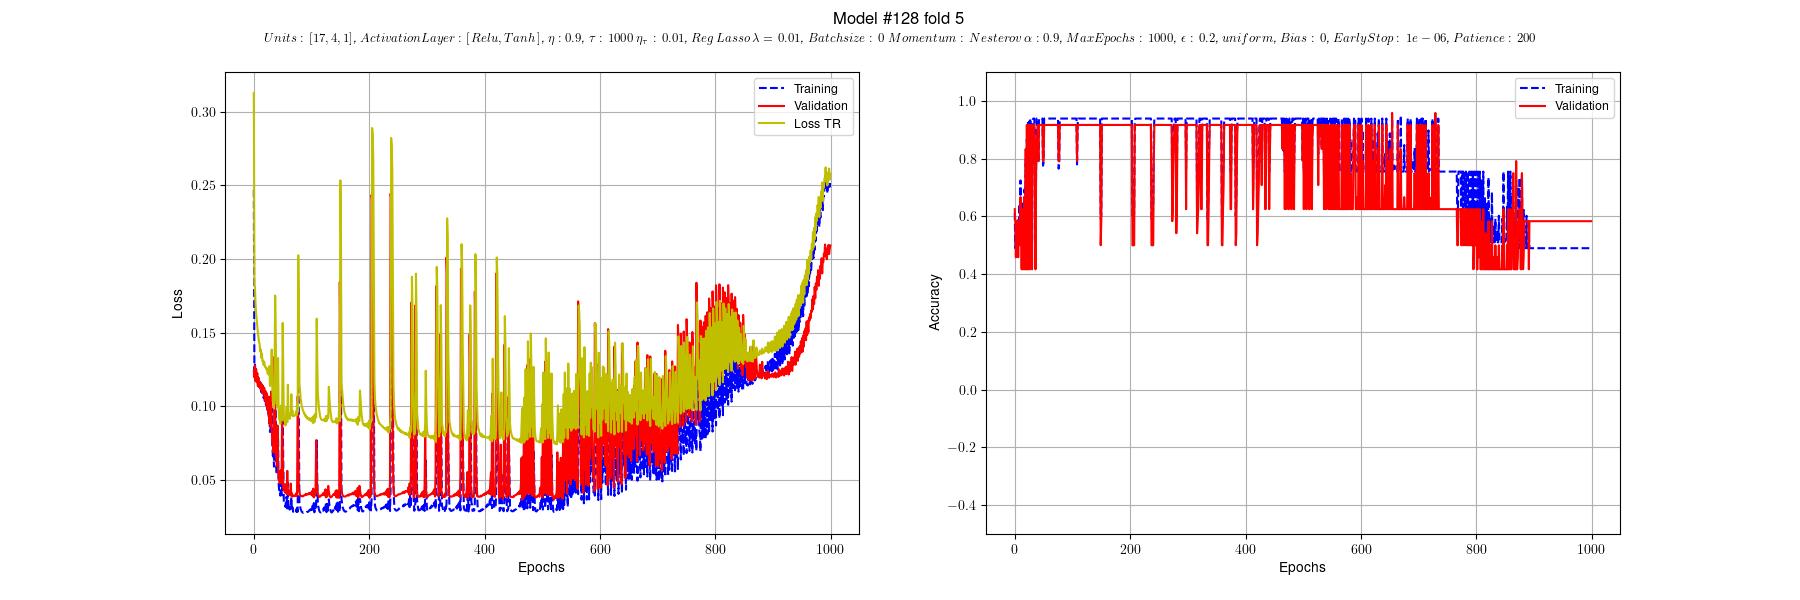 Model #128 fold 5
Units : [17, 4, 1], ActivationLayer : [Relu, Tanh], η : 0.9, τ : 1000 η_τ : 0.01, Reg Lasso λ = 0.01, Batchsize : 0 Momentum : Nesterov α : 0.9, MaxEpochs : 1000, ϵ : 0.2, uniform, Bias : 0, EarlyStop : 1e − 06, Patience : 200
Loss
0.30
0.25
0.20
0.15
0.10
0.05
0 200 400 600 800 1000
Epochs
Training
Validation
Loss TR
Accuracy
1.0
0.8
0.6
0.4
0.2
0.0
−0.2
−0.4
0 200 400 600 800 1000
Epochs
Training
Validation